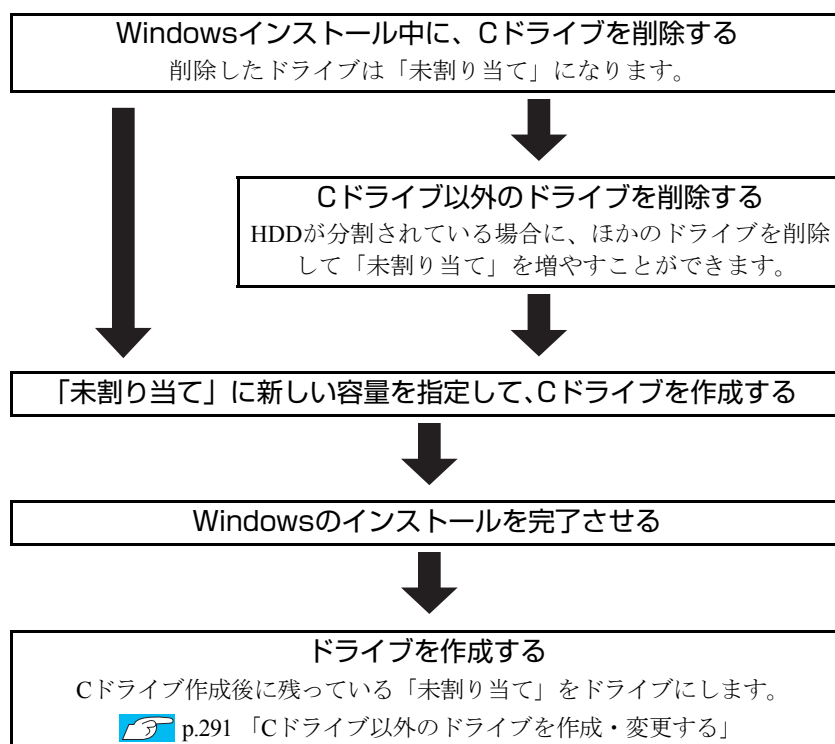 Windowsインストール中に、Cドライブを削除する
削除したドライブは「未割り当て」になります。
Cドライブ以外のドライブを削除する
HDDが分割されている場合に、ほかのドライブを削除
して「未割り当て」を増やすことができます。
「未割り当て」に新しい容量を指定して、Cドライブを作成する
Windowsのインストールを完了させる
ドライブを作成する
Cドライブ作成後に残っている「未割り当て」をドライブにします。
p.291 「Cドライブ以外のドライブを作成・変更する」